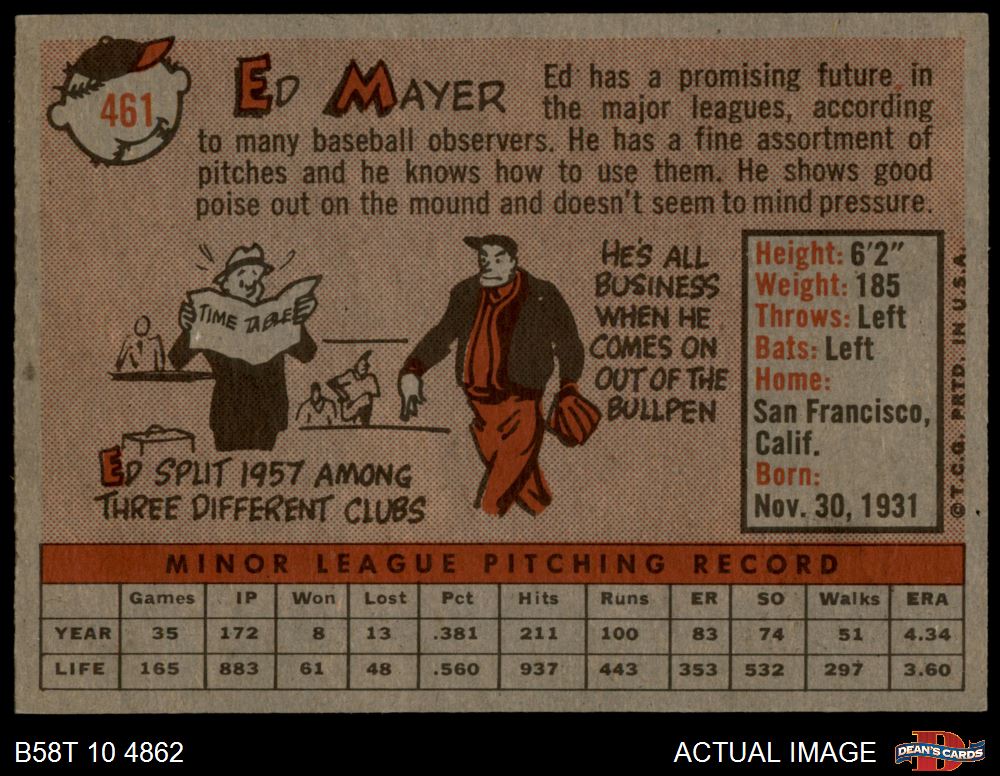 461
ED MAYER
Ed has a promising future in
the major leagues, according
to many baseball observers. He has a fine assortment of
pitches and he knows how to use them. He shows good
poise out on the mound and doesn't seem to mind pressure.
TIME TABLE
ED SPLIT 1957 AMONG
THREE DIFFERENT CLUBS
HE'S ALL
BUSINESS
WHEN HE
COMES ON
OUT OF THE
BULLPEN
Height: 6'2"
Weight: 185
Throws: Left
Bats: Left
Home:
San Francisco,
Calif.
Born:
Nov. 30, 1931
© T.C.G. PRTD. IN U.S.A.
MINOR LEAGUE PITCHING RECORD
Games IP Won Lost Pct Hits Runs ER SO Walks ERA
YEAR 35 172 8 13 .381 211 100 83 74 51 4.34
LIFE 165 883 61 48 .560 937 443 353 532 297 3.60
B58T 10 4862
ACTUAL IMAGE
DEAN'S CARDS